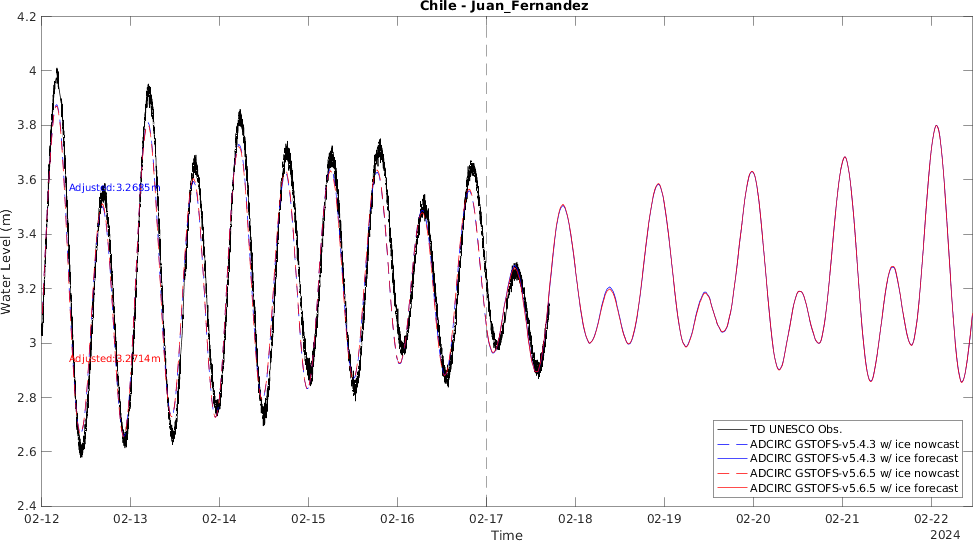 Chile - Juan_Fernandez
4.2
4
3.8
3.6
3.4
3.2
3
2.8
2.6
2.4
Water Level (m)
Adjusted:3.2685m
Adjusted:3.2714m
TD UNESCO Obs.
ADCIRC GSTOFS-v5.4.3 w/ ice nowcast
ADCIRC GSTOFS-v5.4.3 w/ ice forecast
ADCIRC GSTOFS-v5.6.5 w/ ice nowcast
ADCIRC GSTOFS-v5.6.5 w/ ice forecast
02-12 02-13 02-14 02-15 02-16 02-17 02-18 02-19 02-20 02-21 02-22
Time
2024